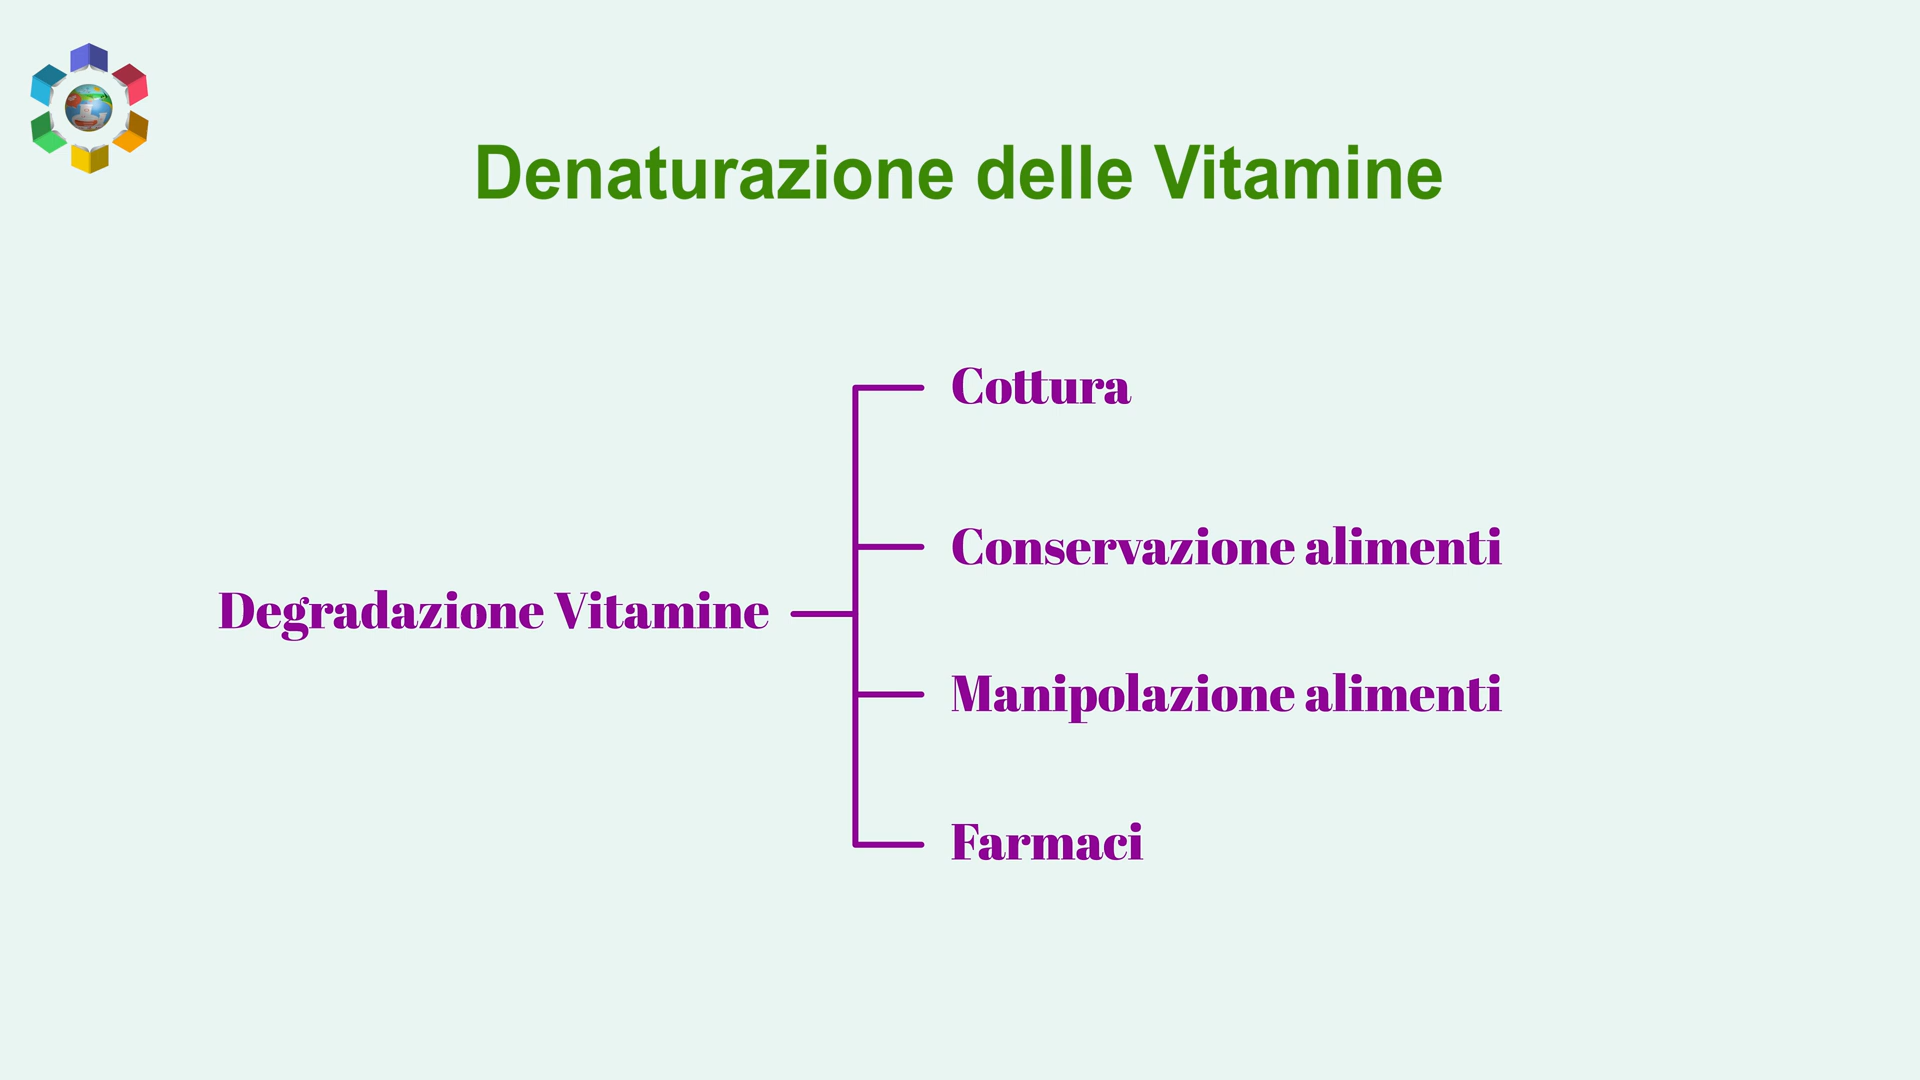 Denaturazione delle Vitamine
Cottura
Conservazione alimenti
Degradazione Vitamine
Manipolazione alimenti
Farmaci